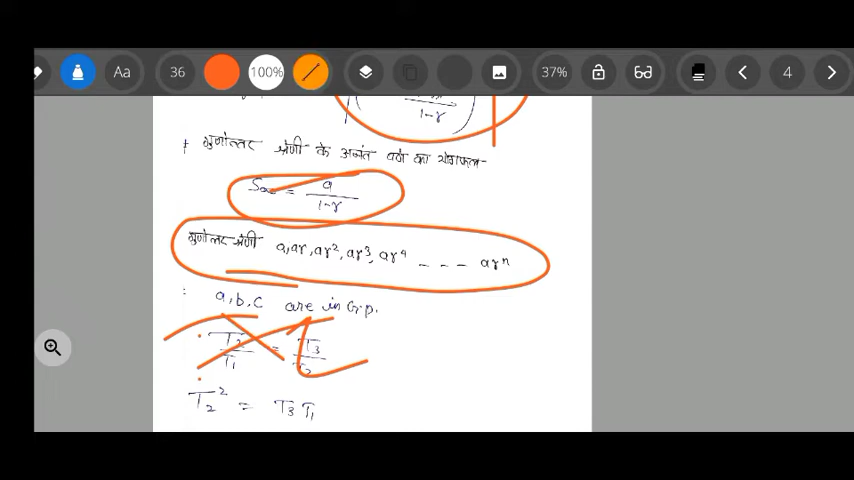 Aa 36 100% 37% 4
1-r
गुणोत्तर श्रेणी के अनंत पदों का योगफल
S∞ = a/(1-r)
गुणोत्तर श्रेणी a, ar, ar², ar³, ar⁴ - - - arⁿ
: a, b, c are in G.p.
T₂/T₁ = T₃/T₂
T₂² = T₃ T₁